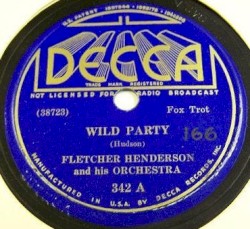 U.S. PATENT
DECCA
TRADE MARK REGISTERED
NOT LICENSED FOR RADIO BROADCAST
(38723)
Fox Trot
WILD PARTY
(Hudson)
166
FLETCHER HENDERSON
and his ORCHESTRA
342 A
MANUFACTURED IN U.S.A. BY DECCA RECORDS, INC.